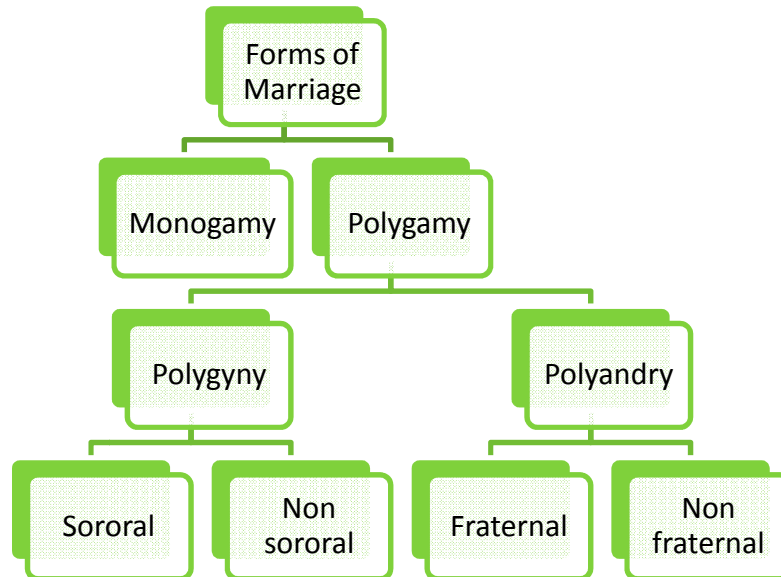 Forms of
Marriage
Monogamy
Polygamy
Polygyny
Polyandry
Sororal
Non
sororal
Fraternal
Non
fraternal